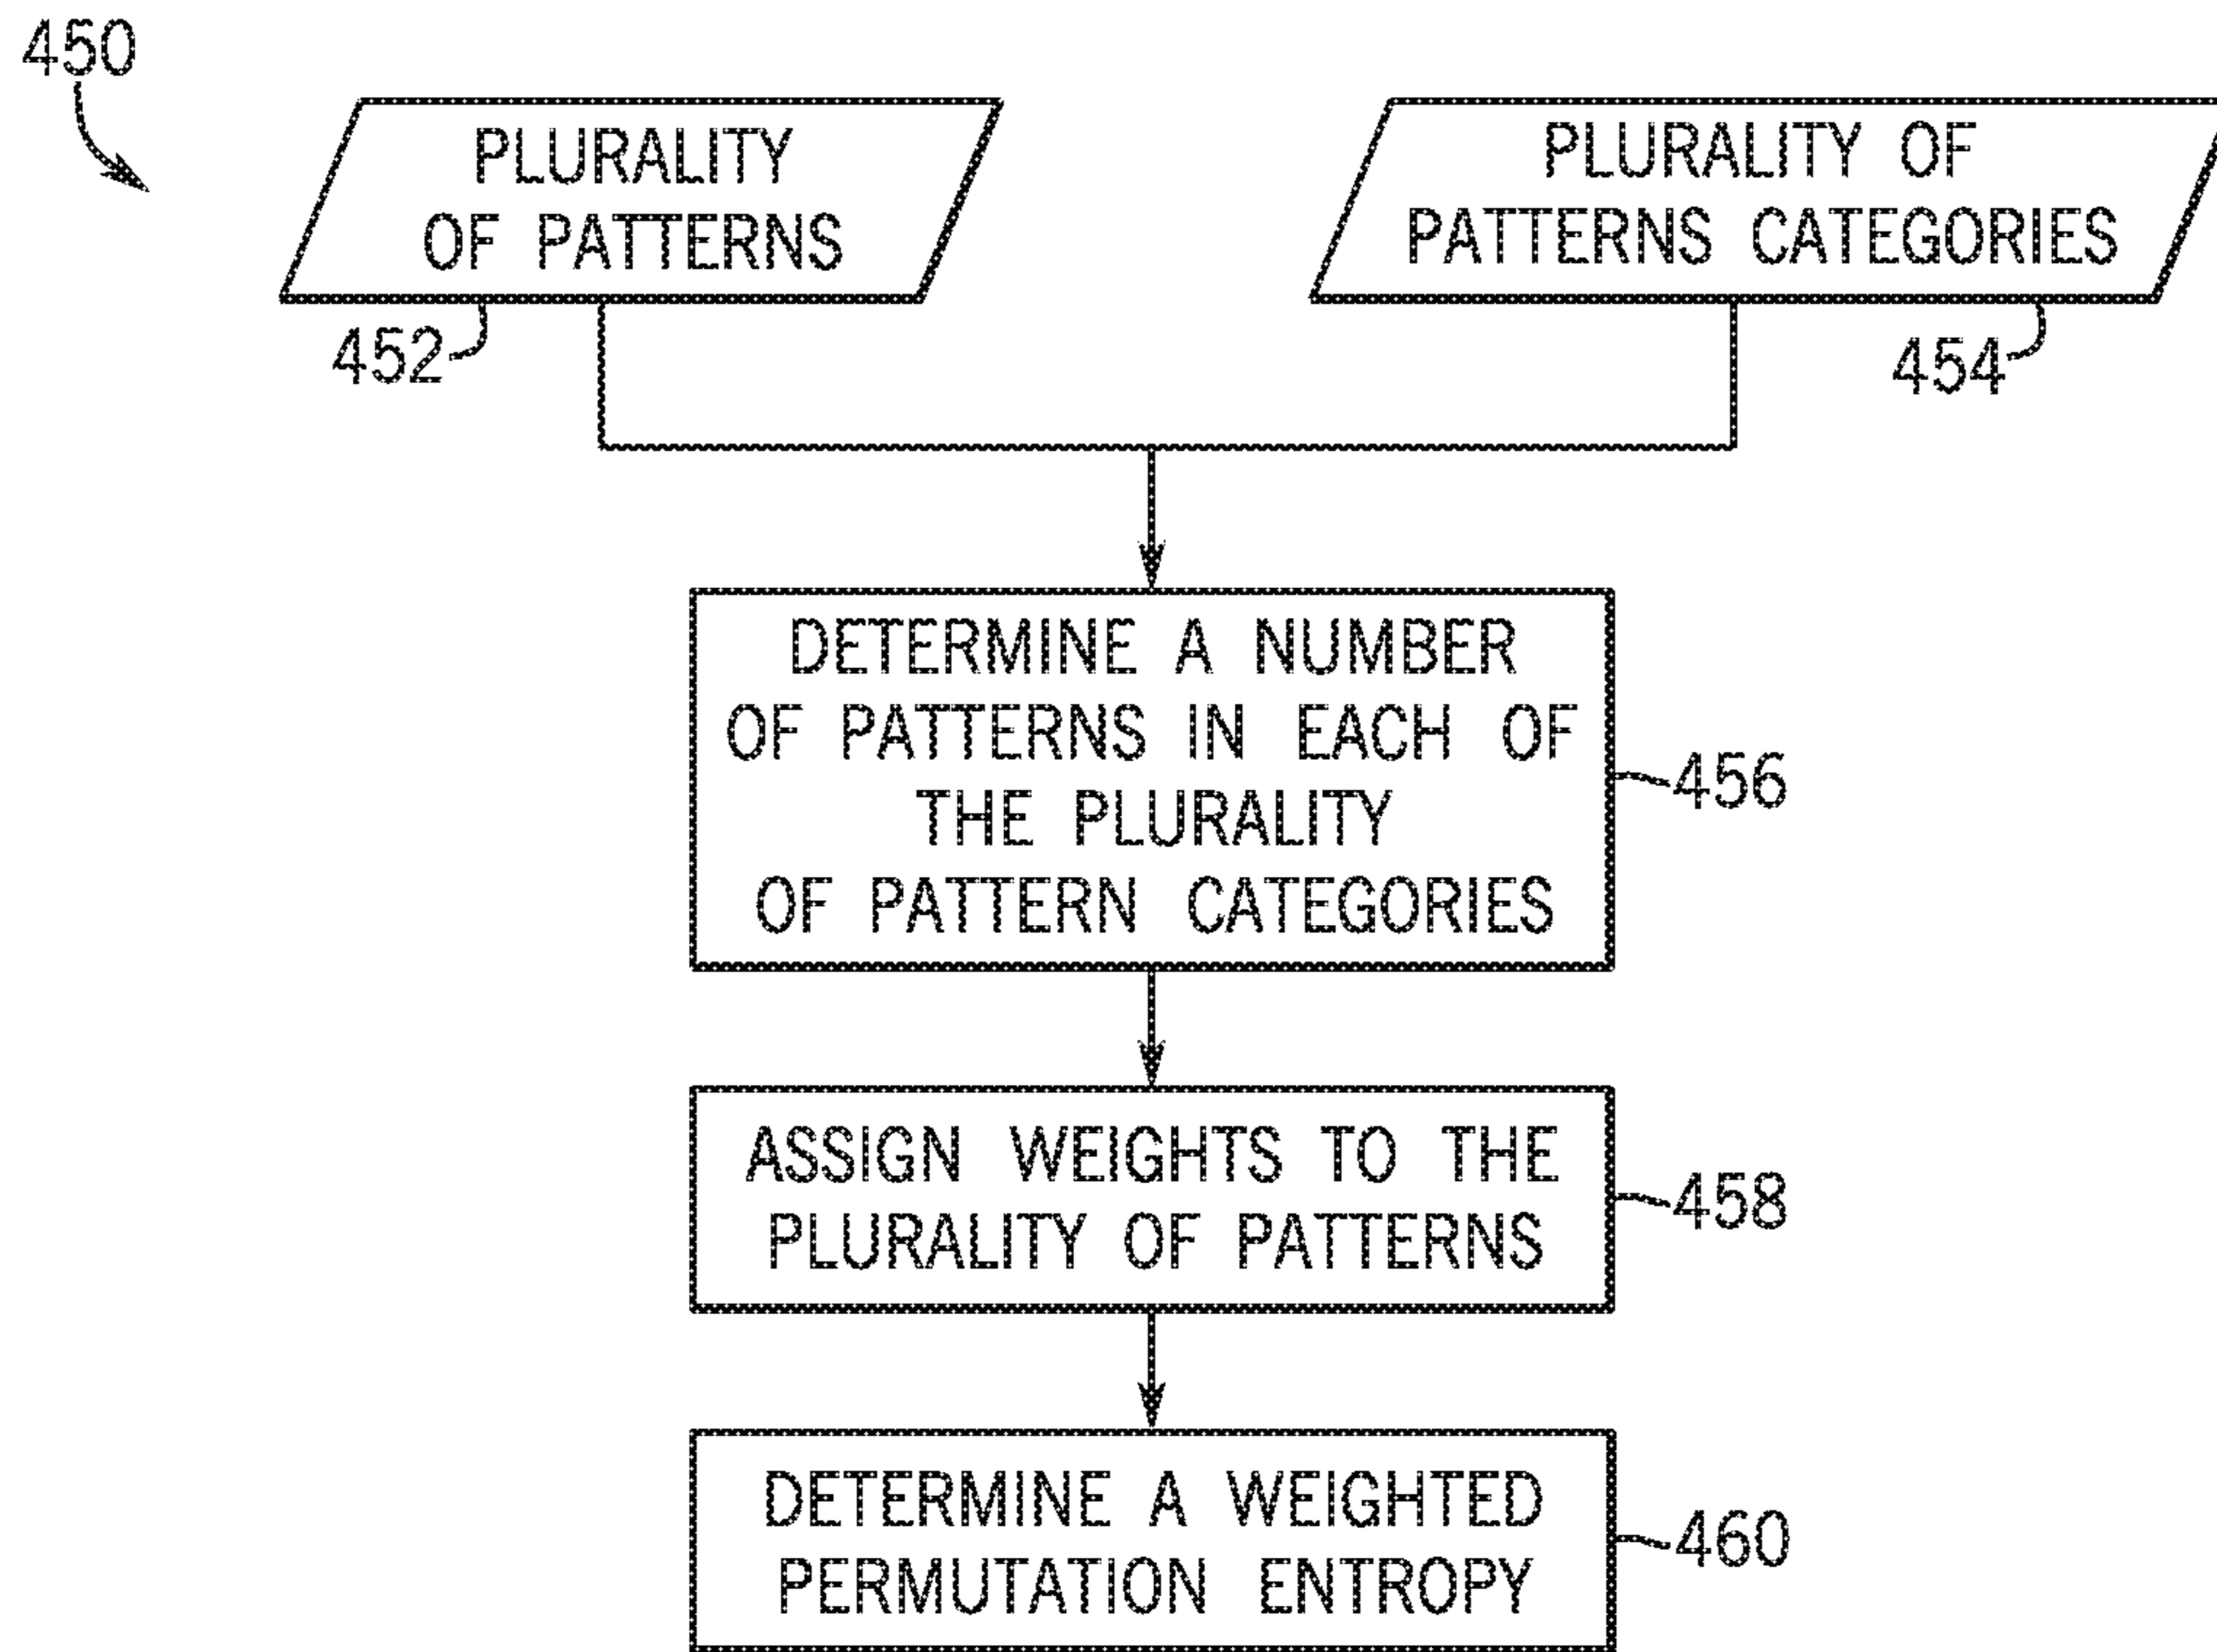 450
PLURALITY
OF PATTERNS
PLURALITY OF
PATTERNS CATEGORIES
452
454
DETERMINE A NUMBER
OF PATTERNS IN EACH OF
THE PLURALITY
OF PATTERN CATEGORIES
456
ASSIGN WEIGHTS TO THE
PLURALITY OF PATTERNS
458
DETERMINE A WEIGHTED
PERMUTATION ENTROPY
460